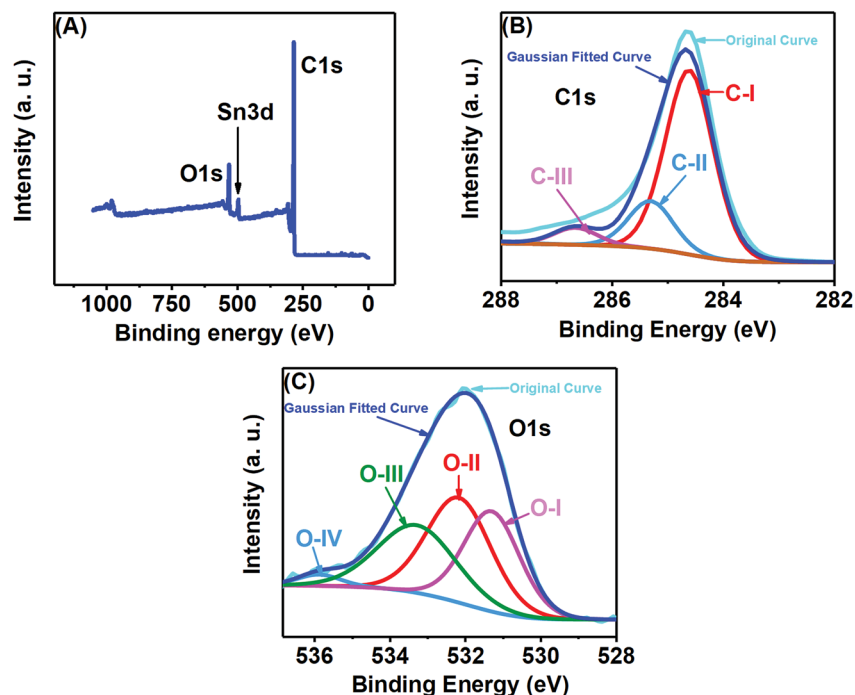 (A)
C1s
Sn3d
O1s
Intensity (a. u.)
1000 750 500 250 0
Binding energy (eV)
(B)
Original Curve
Gaussian Fitted Curve
C1s
C-I
C-II
C-III
Intensity (a. u.)
288 286 284 282
Binding Energy (eV)
(C)
Original Curve
Gaussian Fitted Curve
O1s
O-II
O-III
O-I
O-IV
Intensity (a. u.)
536 534 532 530 528
Binding Energy (eV)